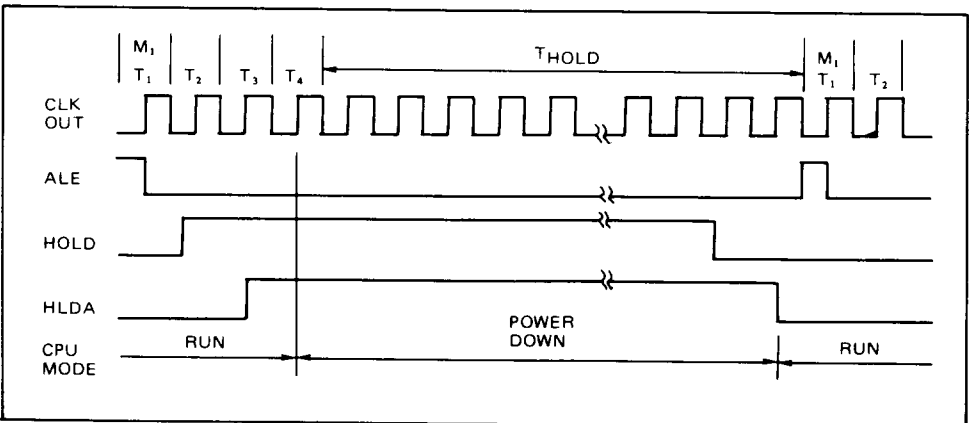 M₁ THOLD M₁
T₁ T₂ T₃ T₄ T₁ T₂
CLK
OUT
ALE
HOLD
HLDA
CPU
MODE
RUN POWER
DOWN RUN